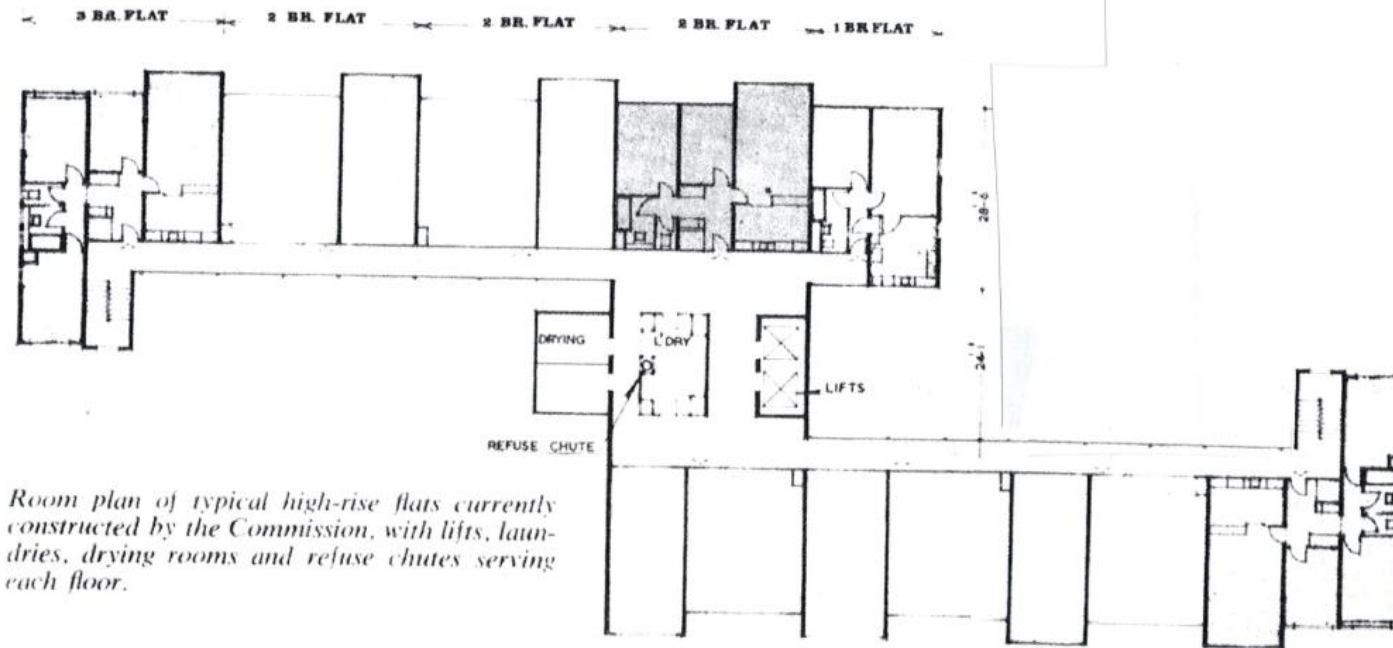 3 BR. FLAT 2 BR. FLAT 2 BR. FLAT 2 BR. FLAT 1 BR FLAT
28-6
DRYING L'DRY
24-1
LIFTS
REFUSE CHUTE
Room plan of typical high-rise flats currently
constructed by the Commission, with lifts, laun-
dries, drying rooms and refuse chutes serving
each floor.